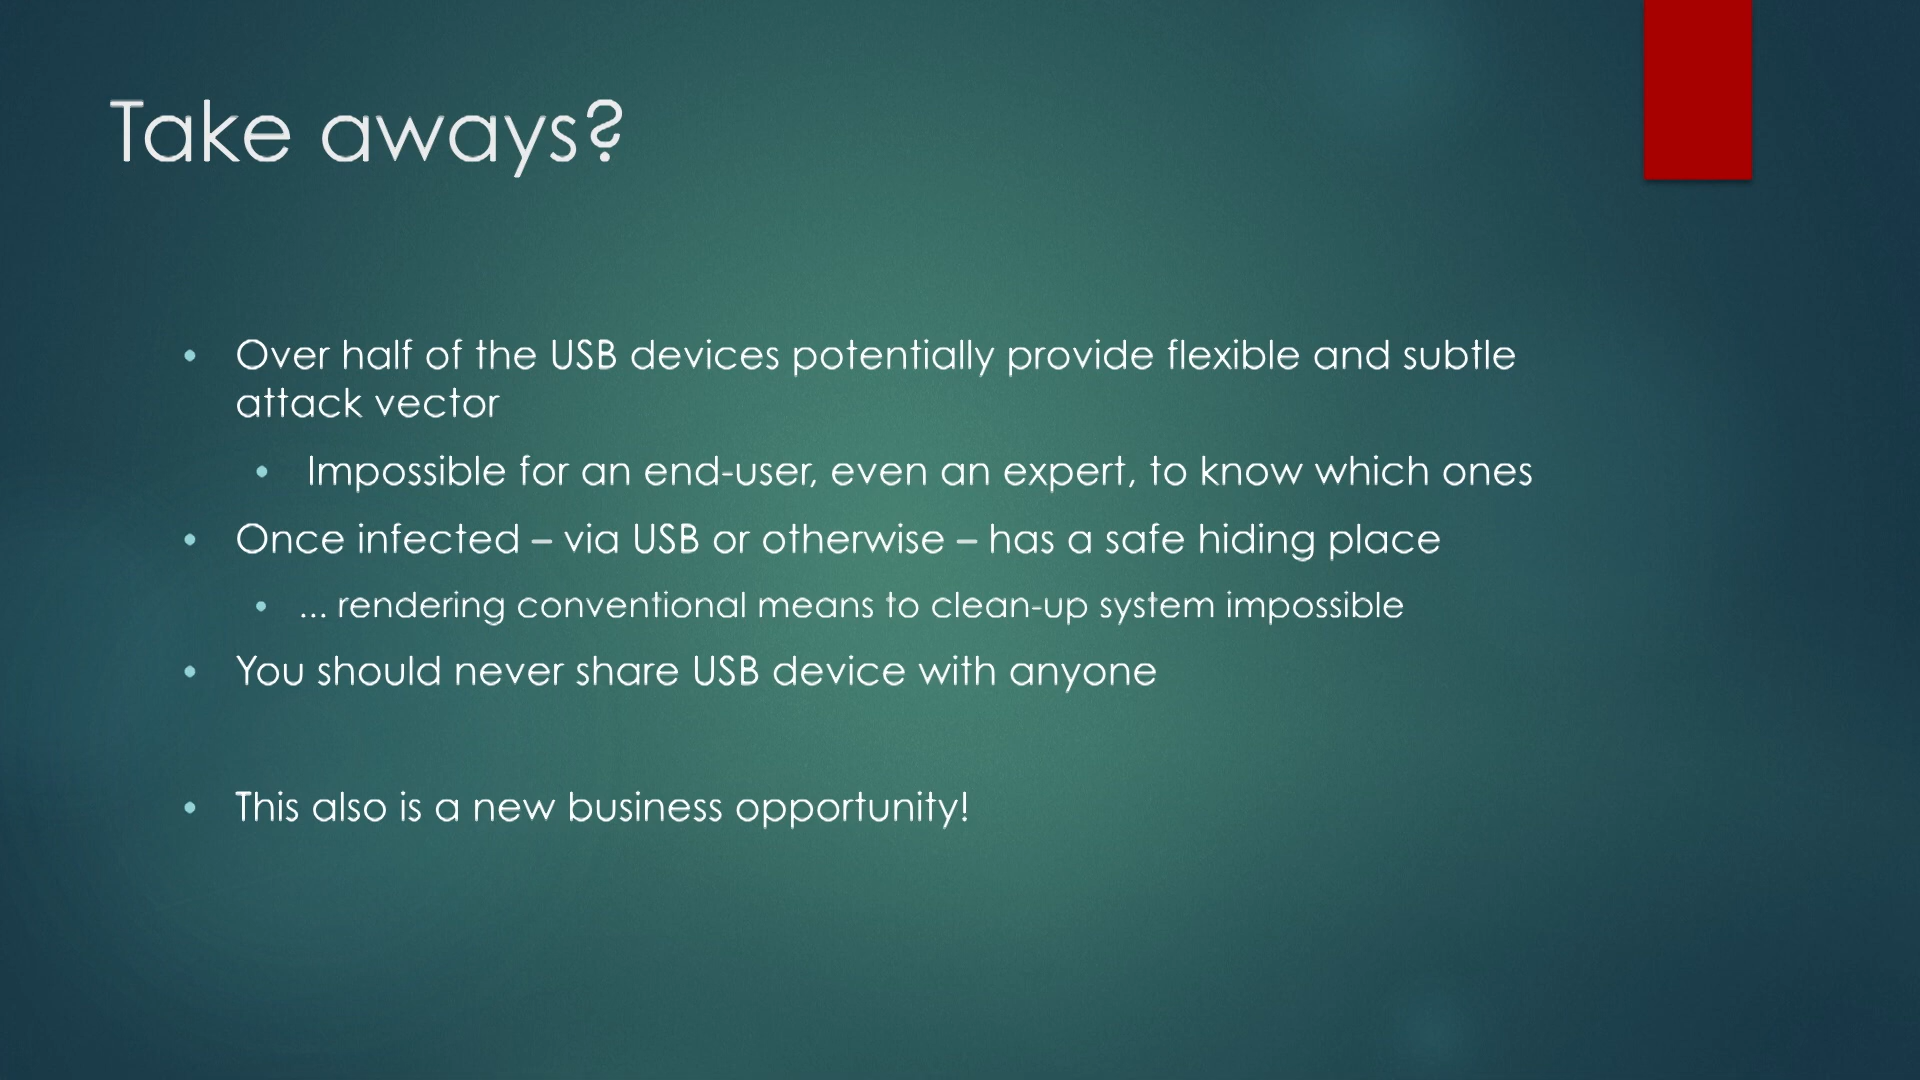 Take aways?
• Over half of the USB devices potentially provide flexible and subtle
attack vector
• Impossible for an end-user, even an expert, to know which ones
• Once infected – via USB or otherwise – has a safe hiding place
• ... rendering conventional means to clean-up system impossible
• You should never share USB device with anyone
• This also is a new business opportunity!